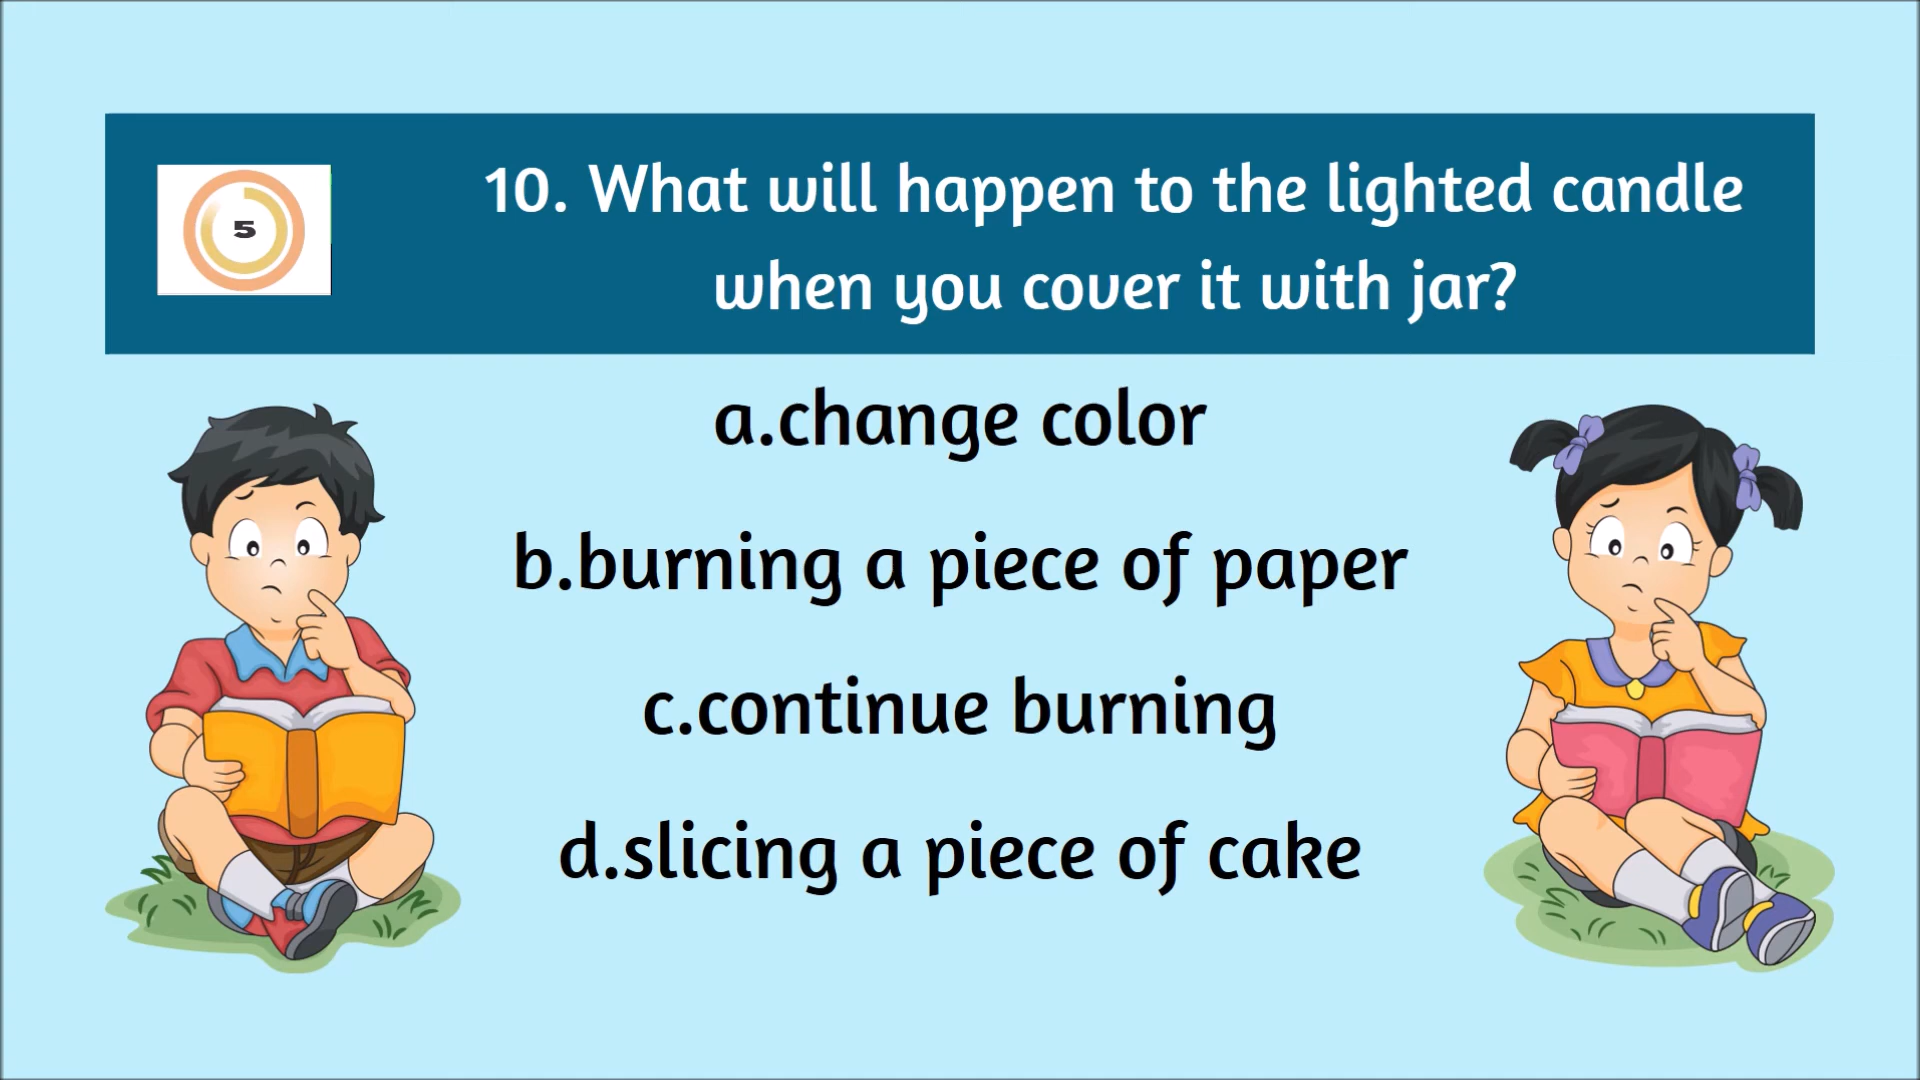 5
10. What will happen to the lighted candle
when you cover it with jar?
a.change color
b.burning a piece of paper
c.continue burning
d.slicing a piece of cake